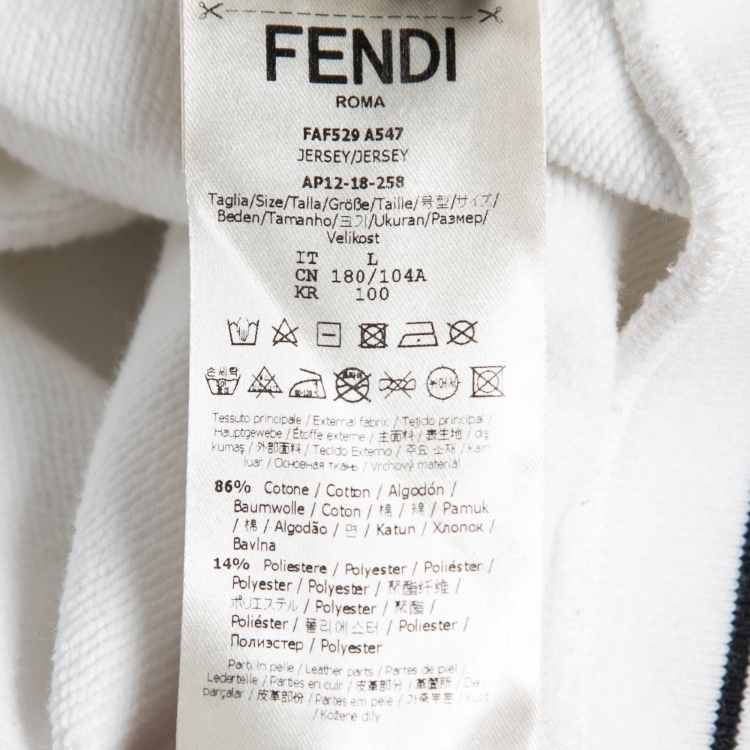 FENDI
ROMA
FAF529 A547
JERSEY/JERSEY
AP12-18-258
Taglia/Size/Talla/Größe/Taille/号型/サイズ/
Beden/Tamanho/크기/Ukuran/Размер/
Velikost
IT L
CN 180/104A
KR 100
손세탁
Tessuto principale / External fabric / Tejido principal /
Hauptgewebe / Étoffe externe / 主面料 / 表生地 / dış
kumaş / 外部面料 / Tecido Externo / 주요 소재 / kain
luar / Основная ткань / Vrchový materiál
86% Cotone / Cotton / Algodón /
Baumwolle / Coton / 棉 / 綿 / Pamuk
/ 棉 / Algodão / 면 / Katun / Хлопок /
Bavlna
14% Poliestere / Polyester / Poliéster /
Polyester / Polyester / 聚酯纤维 /
ポリエステル / Polyester / 聚酯 /
Poliéster / 폴리에스터 / Poliester /
Полиэстер / Polyester
Parti in pelle / Leather parts / Partes de piel /
Lederteile / Parties en cuir / 皮革部分 / 革箇所 / Deri
parçalar / 皮革部份 / Partes em pele / 가죽부분 /
/ Kožené díly